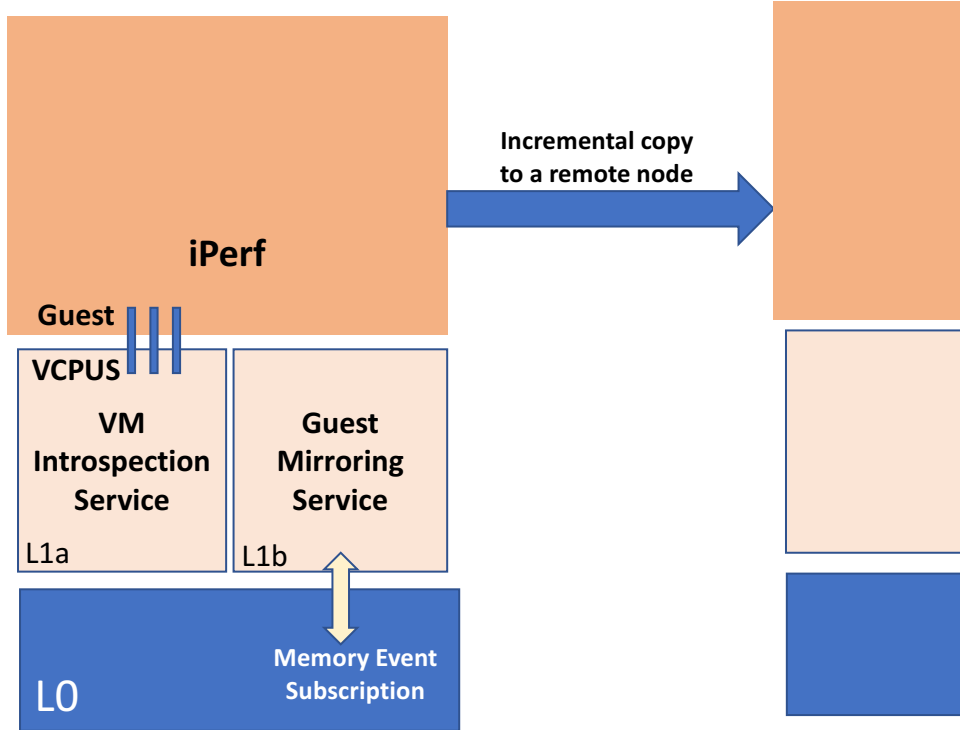 Incremental copy
to a remote node
iPerf
Guest
VCPUS
VM
Introspection
Service
L1a
Guest
Mirroring
Service
L1b
Memory Event
Subscription
L0